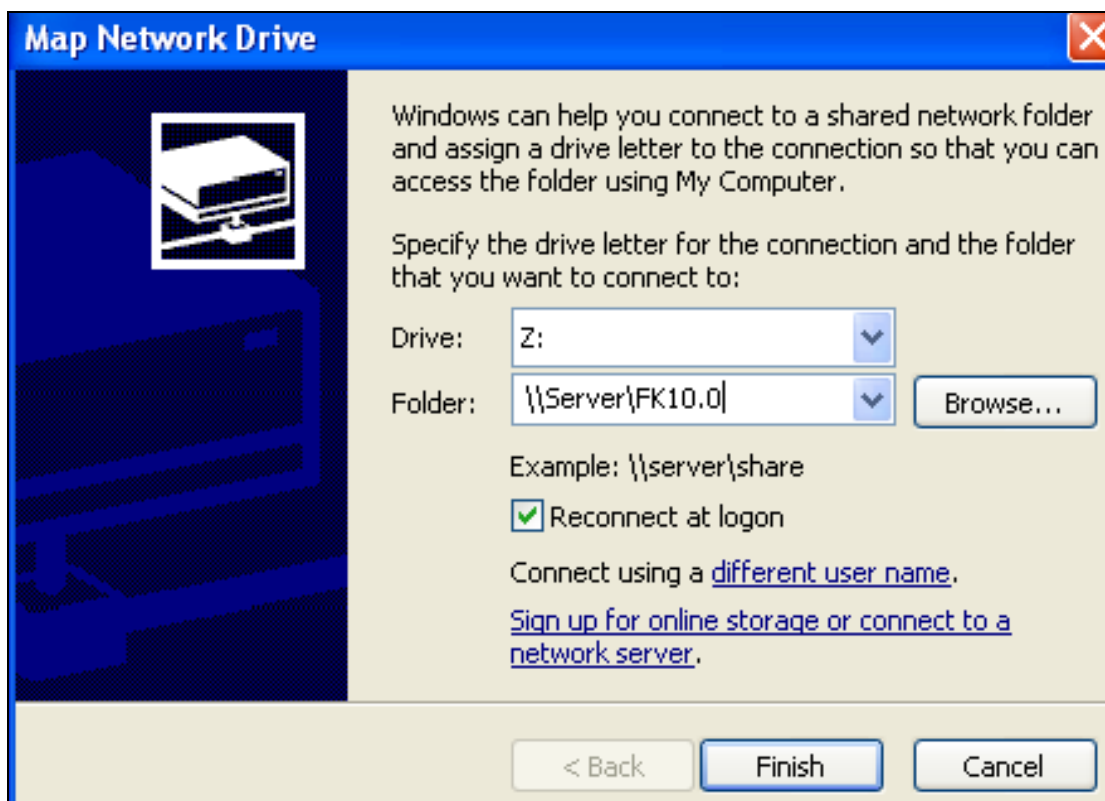 Map Network Drive
Windows can help you connect to a shared network folder
and assign a drive letter to the connection so that you can
access the folder using My Computer.
Specify the drive letter for the connection and the folder
that you want to connect to:
Drive: Z:
Folder: \\Server\FK10.0 Browse...
Example: \\server\share
Reconnect at logon
Connect using a different user name.
Sign up for online storage or connect to a
network server.
< Back Finish Cancel